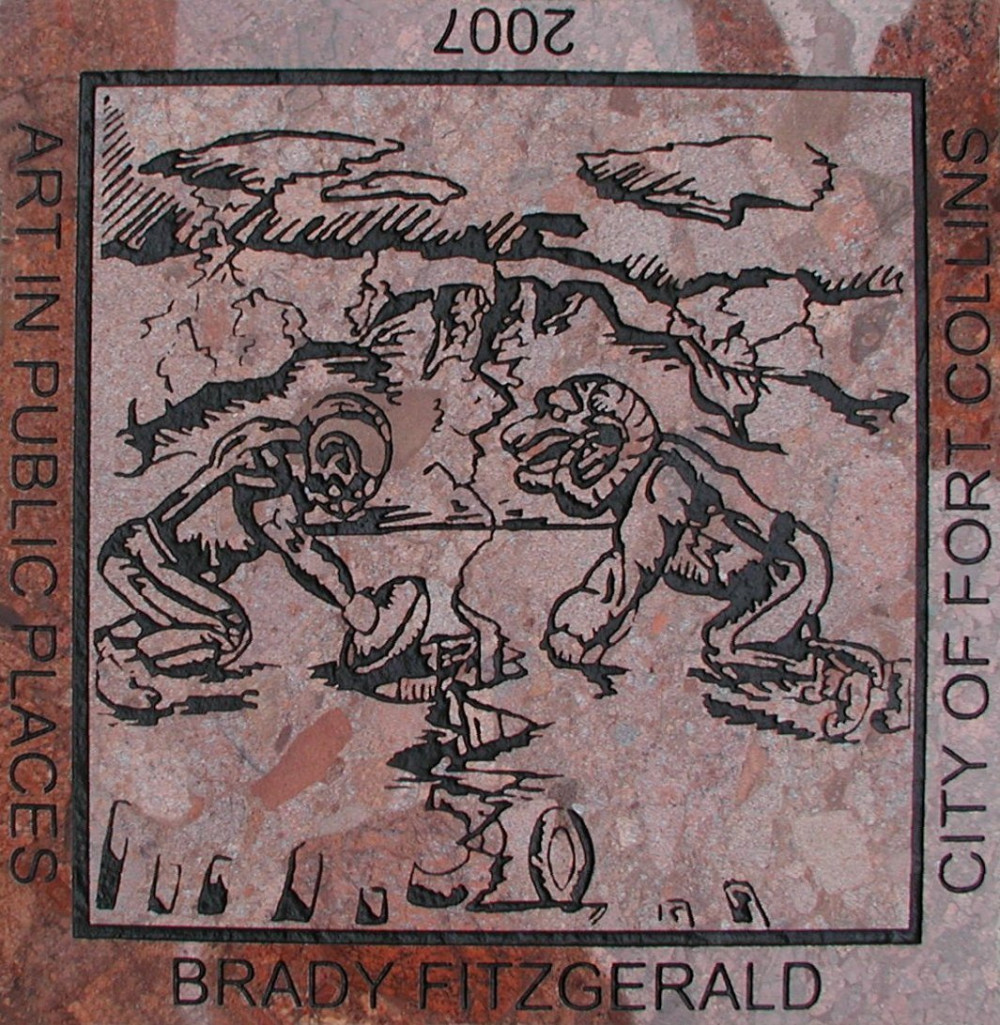 2007
ART IN PUBLIC PLACES
CITY OF FORT COLLINS
BRADY FITZGERALD